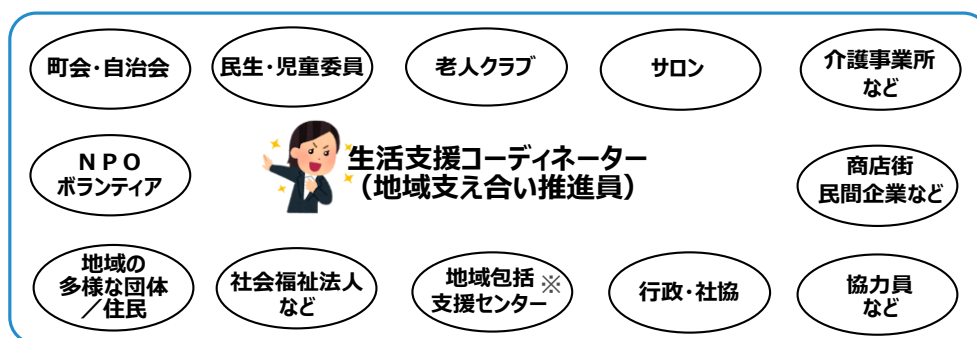 町会・自治会
民生・児童委員
老人クラブ
サロン
介護事業所
など
NPO
ボランティア
生活支援コーディネーター
（地域支え合い推進員）
商店街
民間企業など
地域の
多様な団体
／住民
社会福祉法人
など
地域包括※
支援センター
行政・社協
協力員
など